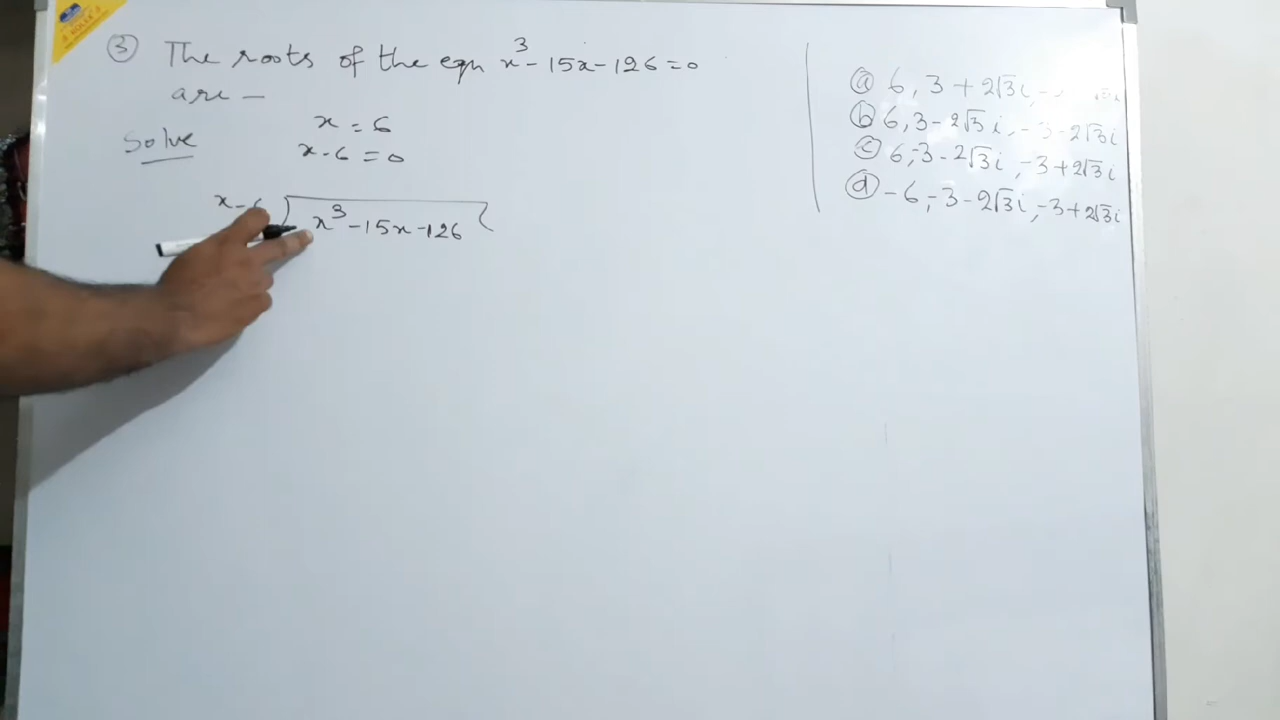 ③ The roots of the eqn x³ - 15x - 126 = 0
are —
Solve
x = 6
x - 6 = 0
x - 6 ) x³ - 15x - 126 (
ⓐ 6, 3 + 2√3i, - √3i
ⓑ 6, 3 - 2√3 i, - 3 - 2√3i
ⓒ 6, -3 - 2√3 i, -3 + 2√3i
ⓓ - 6, -3 - 2√3i, -3 + 2√3i